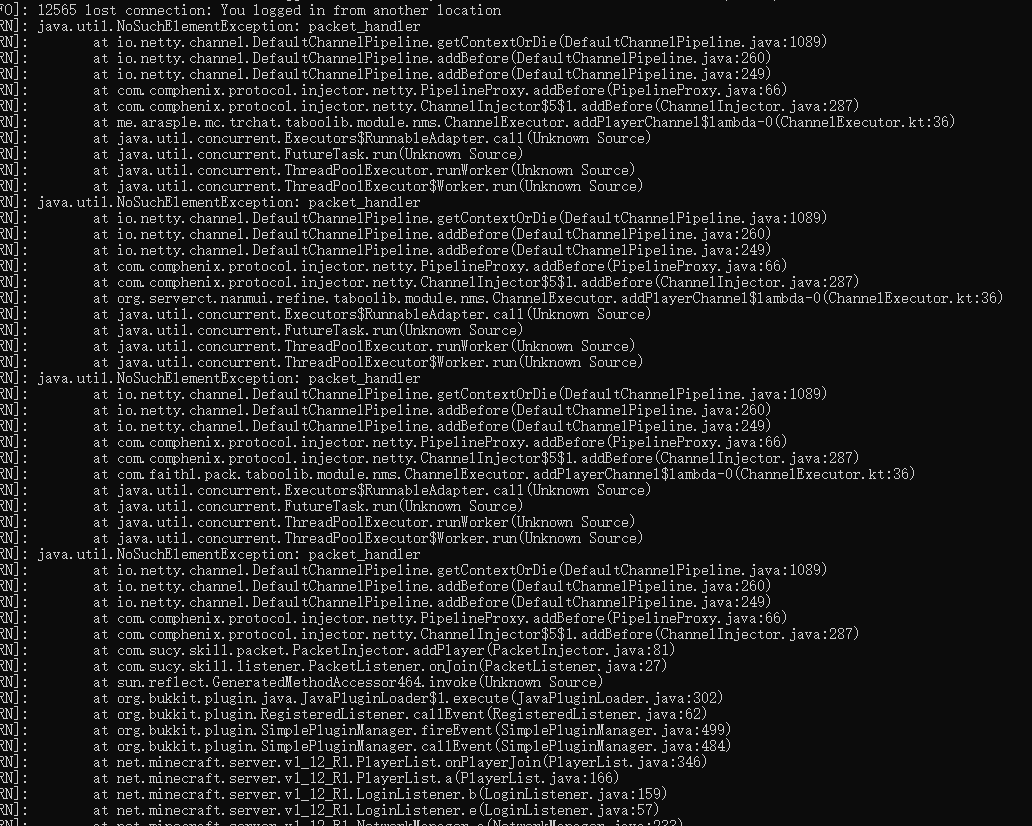 FO]: 12565 lost connection: You logged in from another location
RN]: java.util.NoSuchElementException: packet_handler
RN]: at io.netty.channel.DefaultChannelPipeline.getContextOrDie(DefaultChannelPipeline.java:1089)
RN]: at io.netty.channel.DefaultChannelPipeline.addBefore(DefaultChannelPipeline.java:260)
RN]: at io.netty.channel.DefaultChannelPipeline.addBefore(DefaultChannelPipeline.java:249)
RN]: at com.comphenix.protocol.injector.netty.PipelineProxy.addBefore(PipelineProxy.java:66)
RN]: at com.comphenix.protocol.injector.netty.ChannelInjector$5$1.addBefore(ChannelInjector.java:287)
RN]: at me.arasple.mc.trchat.taboolib.module.nms.ChannelExecutor.addPlayerChannel$lambda-0(ChannelExecutor.kt:36)
RN]: at java.util.concurrent.Executors$RunnableAdapter.call(Unknown Source)
RN]: at java.util.concurrent.FutureTask.run(Unknown Source)
RN]: at java.util.concurrent.ThreadPoolExecutor.runWorker(Unknown Source)
RN]: at java.util.concurrent.ThreadPoolExecutor$Worker.run(Unknown Source)
RN]: java.util.NoSuchElementException: packet_handler
RN]: at io.netty.channel.DefaultChannelPipeline.getContextOrDie(DefaultChannelPipeline.java:1089)
RN]: at io.netty.channel.DefaultChannelPipeline.addBefore(DefaultChannelPipeline.java:260)
RN]: at io.netty.channel.DefaultChannelPipeline.addBefore(DefaultChannelPipeline.java:249)
RN]: at com.comphenix.protocol.injector.netty.PipelineProxy.addBefore(PipelineProxy.java:66)
RN]: at com.comphenix.protocol.injector.netty.ChannelInjector$5$1.addBefore(ChannelInjector.java:287)
RN]: at org.serverct.nanmui.refine.taboolib.module.nms.ChannelExecutor.addPlayerChannel$lambda-0(ChannelExecutor.kt:36)
RN]: at java.util.concurrent.Executors$RunnableAdapter.call(Unknown Source)
RN]: at java.util.concurrent.FutureTask.run(Unknown Source)
RN]: at java.util.concurrent.ThreadPoolExecutor.runWorker(Unknown Source)
RN]: at java.util.concurrent.ThreadPoolExecutor$Worker.run(Unknown Source)
RN]: java.util.NoSuchElementException: packet_handler
RN]: at io.netty.channel.DefaultChannelPipeline.getContextOrDie(DefaultChannelPipeline.java:1089)
RN]: at io.netty.channel.DefaultChannelPipeline.addBefore(DefaultChannelPipeline.java:260)
RN]: at io.netty.channel.DefaultChannelPipeline.addBefore(DefaultChannelPipeline.java:249)
RN]: at com.comphenix.protocol.injector.netty.PipelineProxy.addBefore(PipelineProxy.java:66)
RN]: at com.comphenix.protocol.injector.netty.ChannelInjector$5$1.addBefore(ChannelInjector.java:287)
RN]: at com.faithl.pack.taboolib.module.nms.ChannelExecutor.addPlayerChannel$lambda-0(ChannelExecutor.kt:36)
RN]: at java.util.concurrent.Executors$RunnableAdapter.call(Unknown Source)
RN]: at java.util.concurrent.FutureTask.run(Unknown Source)
RN]: at java.util.concurrent.ThreadPoolExecutor.runWorker(Unknown Source)
RN]: at java.util.concurrent.ThreadPoolExecutor$Worker.run(Unknown Source)
RN]: java.util.NoSuchElementException: packet_handler
RN]: at io.netty.channel.DefaultChannelPipeline.getContextOrDie(DefaultChannelPipeline.java:1089)
RN]: at io.netty.channel.DefaultChannelPipeline.addBefore(DefaultChannelPipeline.java:260)
RN]: at io.netty.channel.DefaultChannelPipeline.addBefore(DefaultChannelPipeline.java:249)
RN]: at com.comphenix.protocol.injector.netty.PipelineProxy.addBefore(PipelineProxy.java:66)
RN]: at com.comphenix.protocol.injector.netty.ChannelInjector$5$1.addBefore(ChannelInjector.java:287)
RN]: at com.sucy.skill.packet.PacketInjector.addPlayer(PacketInjector.java:81)
RN]: at com.sucy.skill.listener.PacketListener.onJoin(PacketListener.java:27)
RN]: at sun.reflect.GeneratedMethodAccessor464.invoke(Unknown Source)
RN]: at org.bukkit.plugin.java.JavaPluginLoader$1.execute(JavaPluginLoader.java:302)
RN]: at org.bukkit.plugin.RegisteredListener.callEvent(RegisteredListener.java:62)
RN]: at org.bukkit.plugin.SimplePluginManager.fireEvent(SimplePluginManager.java:499)
RN]: at org.bukkit.plugin.SimplePluginManager.callEvent(SimplePluginManager.java:484)
RN]: at net.minecraft.server.v1_12_R1.PlayerList.onPlayerJoin(PlayerList.java:346)
RN]: at net.minecraft.server.v1_12_R1.PlayerList.a(PlayerList.java:166)
RN]: at net.minecraft.server.v1_12_R1.LoginListener.b(LoginListener.java:159)
RN]: at net.minecraft.server.v1_12_R1.LoginListener.e(LoginListener.java:57)
RN]: at net.minecraft.server.v1_12_R1.NetworkManager.a(NetworkManager.java:233)